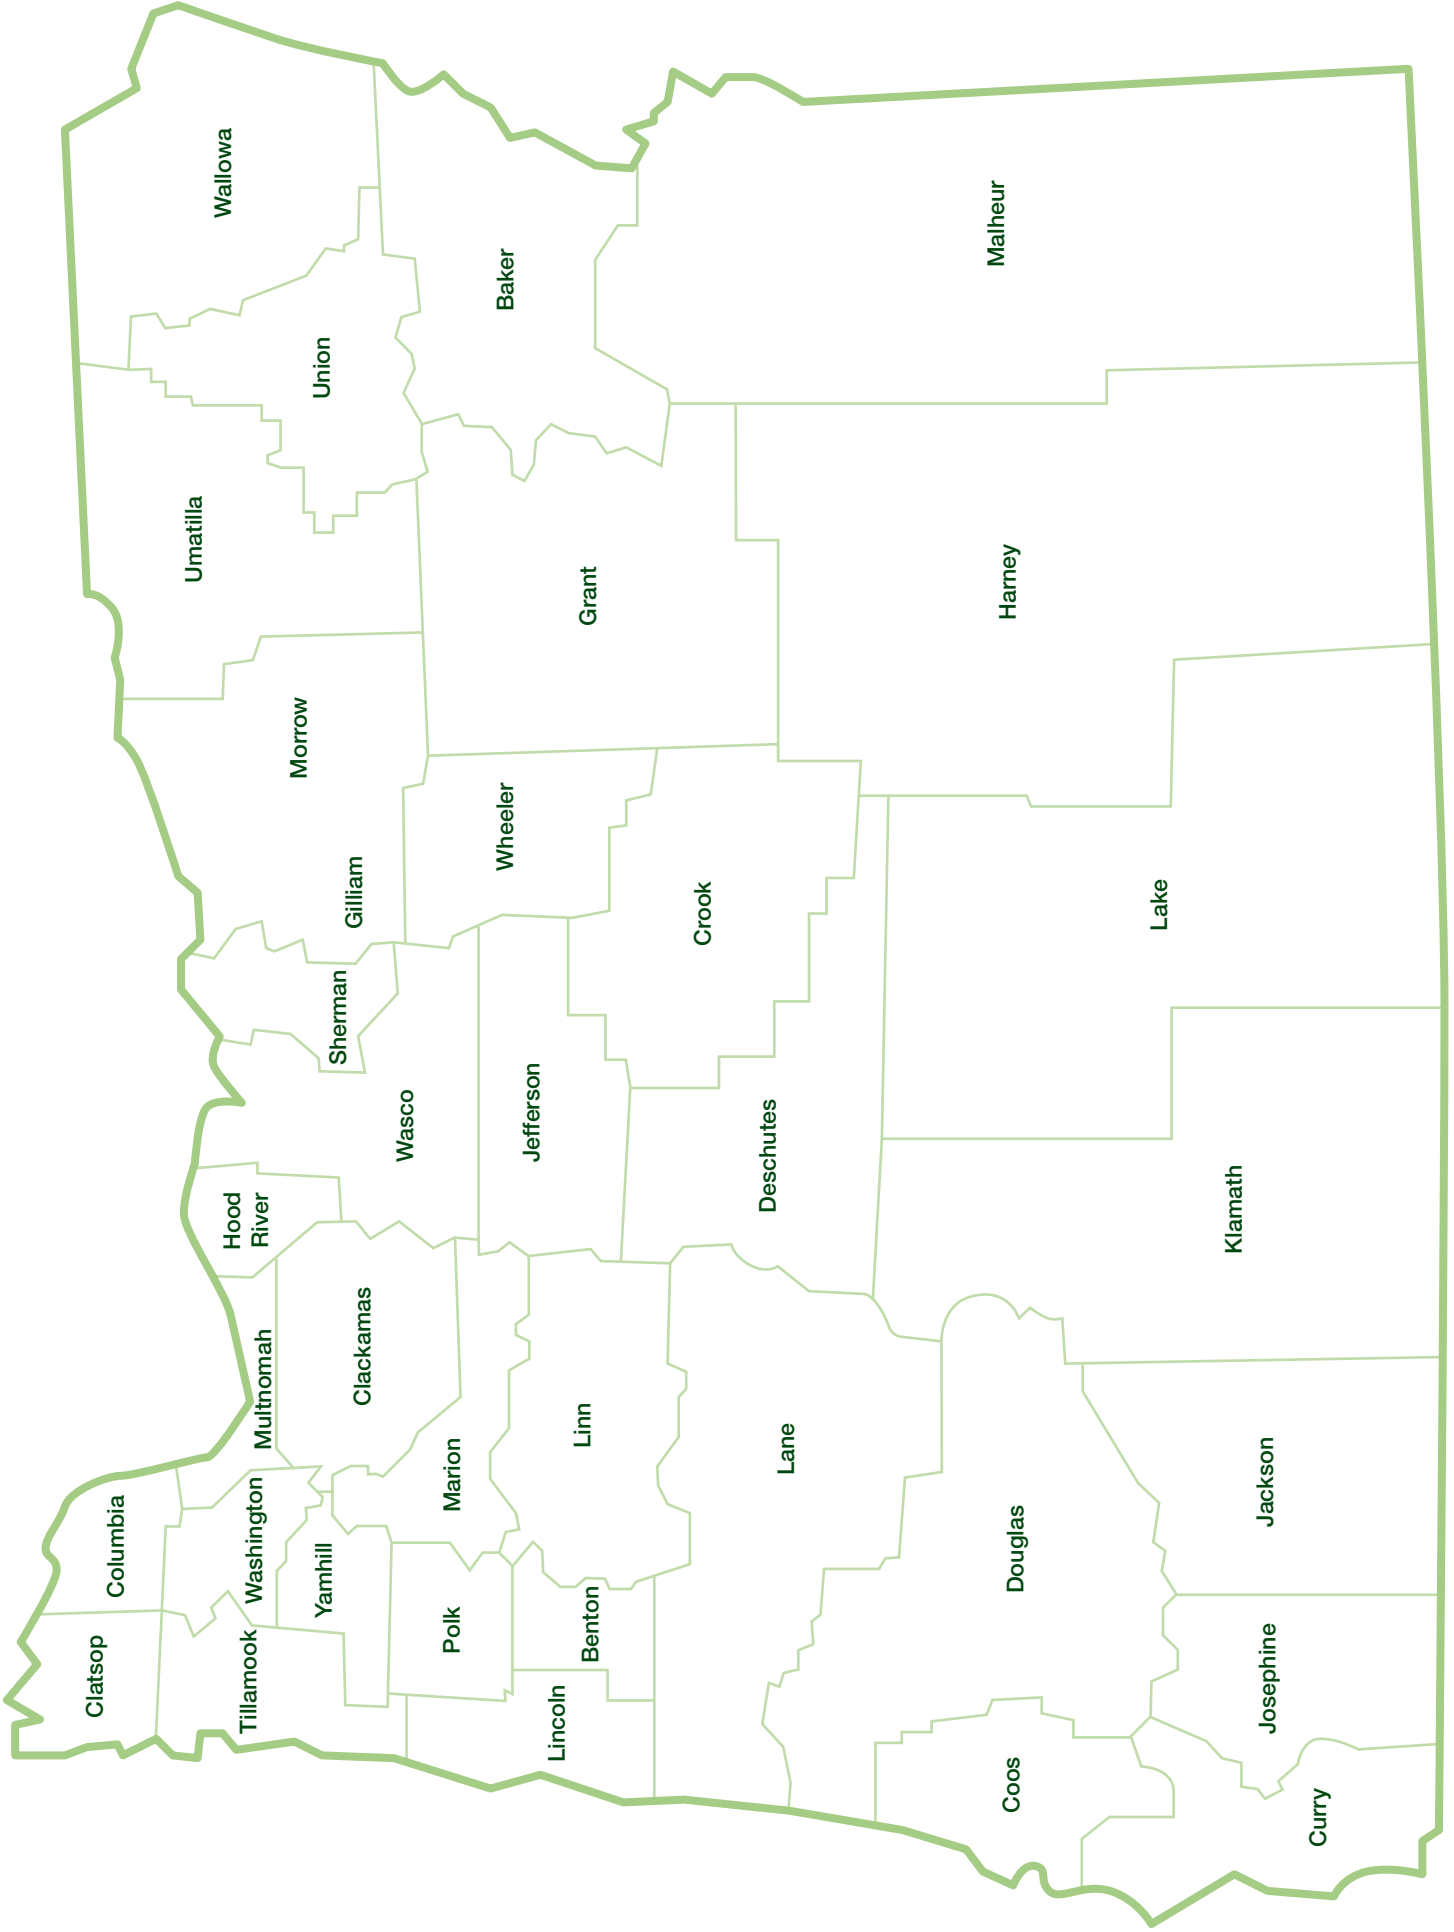 Clatsop
Columbia
Tillamook
Washington
Multnomah
Hood
River
Yamhill
Clackamas
Polk
Marion
Lincoln
Benton
Linn
Wasco
Sherman
Gilliam
Morrow
Umatilla
Union
Wallowa
Jefferson
Wheeler
Grant
Baker
Crook
Deschutes
Lane
Douglas
Coos
Curry
Josephine
Jackson
Klamath
Lake
Harney
Malheur